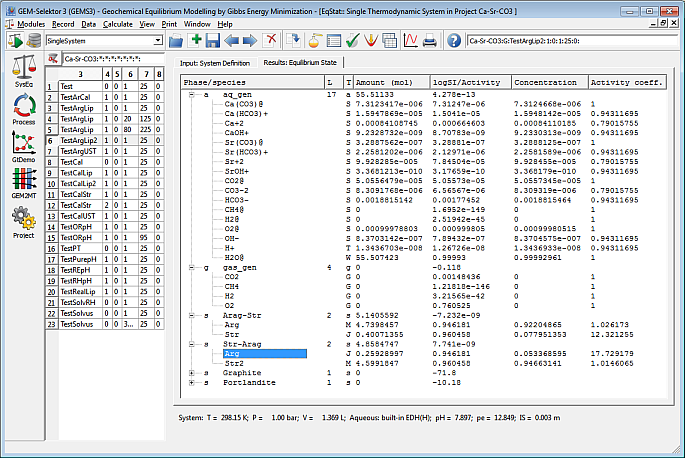 GEM-Selektor 3 (GEMS3) - Geochemical Equilibrium Modelling by Gibbs Energy Minimization - [EqStat:: Single Thermodynamic System in Project Ca-Sr-CO3 ]
Modules Record Data Calculate View Print Window Help
SingleSystem
Ca-Sr-CO3:G:TestArgLip2:1:0:1:25:0:
Ca-Sr-CO3:*:*:*:*:*:*:*:
Input: System Definition Results: Equilibrium State
SysEq
Process
GtDemo
GEM2MT
Project
3 4 5 6 7 8
1 Test 0 0 1 25 0
2 TestArCal 1 0 1 25 0
3 TestArgLip 1 0 1 25 0
4 TestArgLip 1 0 20 125 0
5 TestArgLip 1 0 80 225 0
6 TestArgLip2 1 0 1 25 0
7 TestArgUST 1 0 1 25 0
8 TestCal 0 0 1 25 0
9 TestCalLip 1 0 1 25 0
10 TestCalLip2 1 0 1 25 0
11 TestCalStr 1 0 1 25 0
12 TestCalStr 2 0 1 25 0
13 TestCalUST 1 0 1 25 0
14 TestORpH 0 0 1 25 0
15 TestORpH 0 0 1 95 0
16 TestPT 0 0 1 25 0
17 TestPurepH 0 0 1 25 0
18 TestREpH 0 0 1 25 0
19 TestRHpH 1 0 1 25 0
20 TestRealLip 1 0 1 25 0
21 TestSolvRH 0 0 1 25 0
22 TestSolvus 0 0 1 25 0
23 TestSolvus 0 0 3... 25 0
Phase/species L T Amount (mol) logSI/Activity Concentration Activity coeff.
a aq_gen 17 a 55.51133 4.278e-13
Ca(CO3)@ S 7.3123417e-006 7.31247e-06 7.3124668e-006 1
Ca(HCO3)+ S 1.5947869e-005 1.5041e-05 1.5948142e-005 0.94311695
Ca+2 S 0.00084108745 0.000664603 0.00084110185 0.79015755
CaOH+ S 9.2328732e-009 8.70783e-09 9.2330313e-009 0.94311695
Sr(CO3)@ S 3.2887562e-007 3.28881e-07 3.2888125e-007 1
Sr(HCO3)+ S 2.2581202e-006 2.12971e-06 2.2581589e-006 0.94311695
Sr+2 S 9.928285e-005 7.84504e-05 9.928455e-005 0.79015755
SrOH+ S 3.3681213e-010 3.17659e-10 3.368179e-010 0.94311695
CO2@ S 5.0556479e-005 5.05573e-05 5.0557345e-005 1
CO3-2 S 8.3091768e-006 6.56567e-06 8.309319e-006 0.79015755
HCO3- S 0.0018815142 0.00177452 0.0018815464 0.94311695
CH4@ S 0 1.6952e-149 0 1
H2@ S 0 2.51942e-45 0 1
O2@ S 0.00099978803 0.000999805 0.00099980515 1
OH- S 8.3703142e-007 7.89432e-07 8.3704575e-007 0.94311695
H+ T 1.3436703e-008 1.26726e-08 1.3436933e-008 0.94311695
H2O@ W 55.507423 0.99993 0.99992961 1
g gas_gen 4 g 0 -0.118
CO2 G 0 0.00148436 0 1
CH4 G 0 1.21818e-146 0 1
H2 G 0 3.21565e-42 0 1
O2 G 0 0.760525 0 1
s Arag-Str 2 s 5.1405592 -7.232e-09
Arg M 4.7398457 0.946181 0.92204865 1.026173
Str J 0.40071355 0.960458 0.077951353 12.321255
s Str-Arag 2 s 4.8584747 7.741e-09
Arg J 0.25928997 0.946181 0.053368595 17.729179
Str2 M 4.5991847 0.960458 0.94663141 1.0146065
s Graphite 1 s 0 -71.8
s Portlandite 1 s 0 -10.18
System: T = 298.15 K; P = 1.00 bar; V = 1.369 L; Aqueous: built-in EDH(H); pH = 7.897; pe = 12.849; IS = 0.003 m